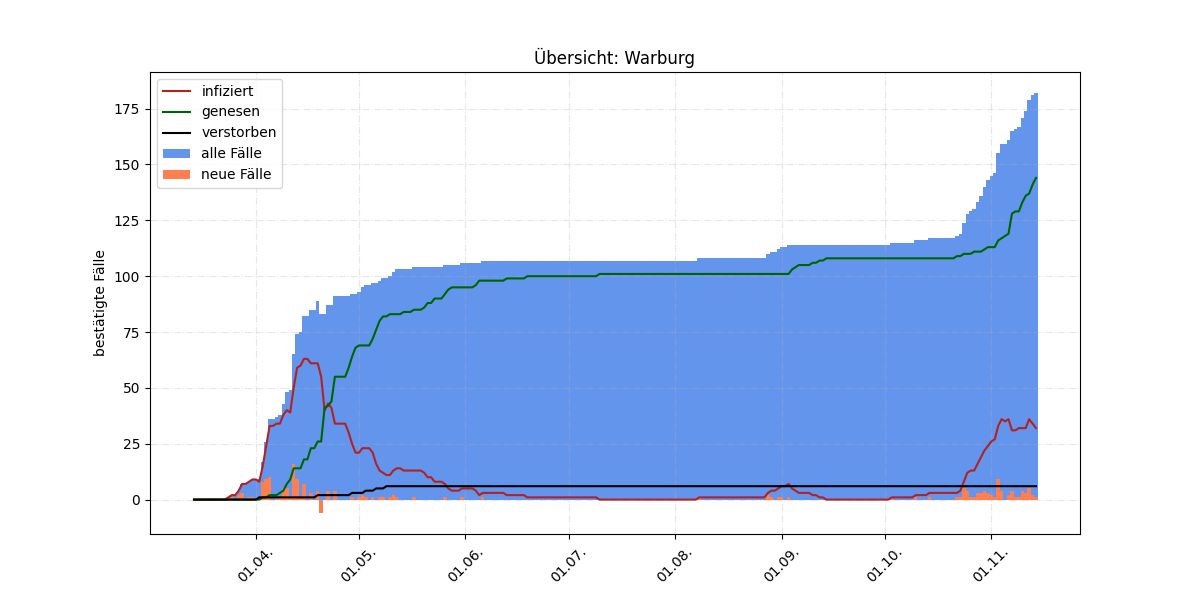 Übersicht: Warburg
infiziert
genesen
verstorben
alle Fälle
neue Fälle
bestätigte Fälle
175
150
125
100
75
50
25
0
01.04.
01.05.
01.06.
01.07.
01.08.
01.09.
01.10.
01.11.